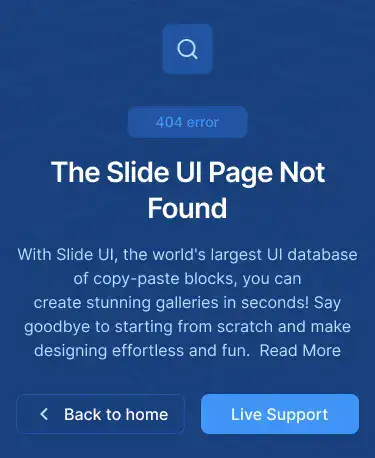 404 error
The Slide UI Page Not
Found
With Slide UI, the world's largest UI database
of copy-paste blocks, you can
create stunning galleries in seconds! Say
goodbye to starting from scratch and make
designing effortless and fun.  Read More
Back to home
Live Support